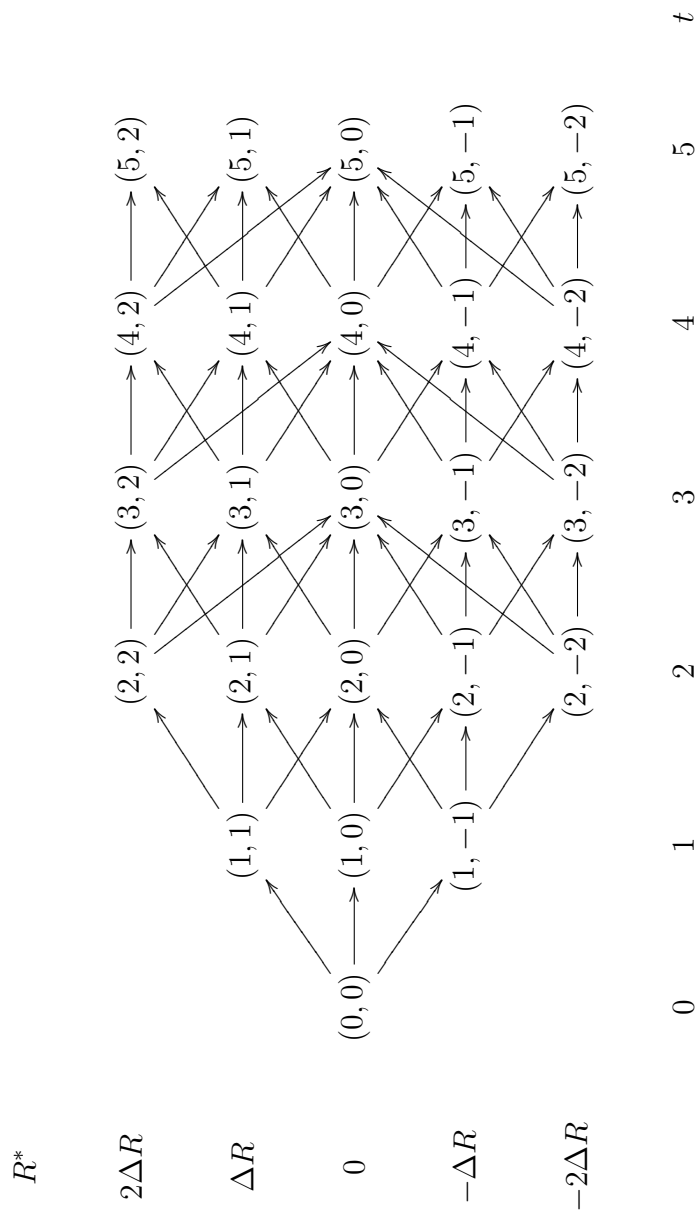 R*
2ΔR (2, 2) (3, 2) (4, 2) (5, 2)
ΔR (1, 1) (2, 1) (3, 1) (4, 1) (5, 1)
0 (0, 0) (1, 0) (2, 0) (3, 0) (4, 0) (5, 0)
−ΔR (1, −1) (2, −1) (3, −1) (4, −1) (5, −1)
−2ΔR (2, −2) (3, −2) (4, −2) (5, −2)
0 1 2 3 4 5 t